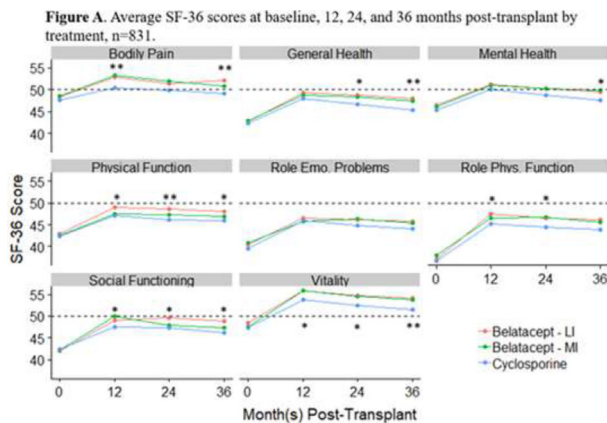 Figure A. Average SF-36 scores at baseline, 12, 24, and 36 months post-transplant by
treatment, n=831.
Bodily Pain General Health Mental Health
55
50
45
40
** ** * ** *
Physical Function Role Emo. Problems Role Phys. Function
55
50
45
40
* ** * * *
SF-36 Score
Social Functioning Vitality
55
50
45
40
* * * * * **
0 12 24 36 0 12 24 36 0 12 24 36
Month(s) Post-Transplant
Belatacept - LI
Belatacept - MI
Cyclosporine